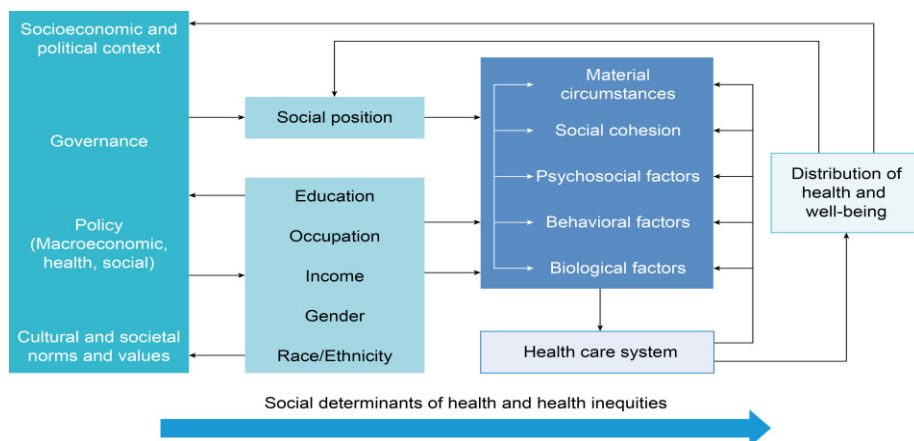 Socioeconomic and
political context
Governance
Policy
(Macroeconomic,
health, social)
Cultural and societal
norms and values
Social position
Education
Occupation
Income
Gender
Race/Ethnicity
Material
circumstances
Social cohesion
Psychosocial factors
Behavioral factors
Biological factors
Health care system
Distribution of
health and
well-being
Social determinants of health and health inequities